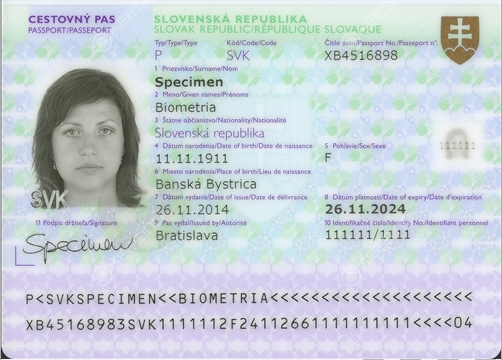 CESTOVNÝ PAS
PASSPORT/PASSEPORT
SLOVENSKÁ REPUBLIKA
SLOVAK REPUBLIC/RÉPUBLIQUE SLOVAQUE
Typ/Type/Type Kód/Code/Code Číslo pasu/Passport No./Passeport n°.
P SVK XB4516898
1 Priezvisko/Surname/Nom
Specimen
2 Meno/Given names/Prénoms
Biometria
3 Štátne občianstvo/Nationality/Nationalité
Slovenská republika
4 Dátum narodenia/Date of birth/Date de naissance 5 Pohlavie/Sex/Sexe
11.11.1911 F
111111
6 Miesto narodenia/Place of birth/Lieu de naissance
Banská Bystrica
7 Dátum vydania/Date of issue/Date de délivrance 8 Dátum platnosti/Date of expiry/Date d'expiration
26.11.2014 26.11.2024
9 Pas vydal/Issued by/Autorité 10 Identifikačné číslo/Identity No./Identifiant personnel
Bratislava 111111/1111
SVK
11 Podpis držiteľa/Signature
Specimen
P<SVKSPECIMEN<<BIOMETRIA<<<<<<<<<<<<<<<<<<<<
XB45168983SVK1111112F24112661111111111<<<<04